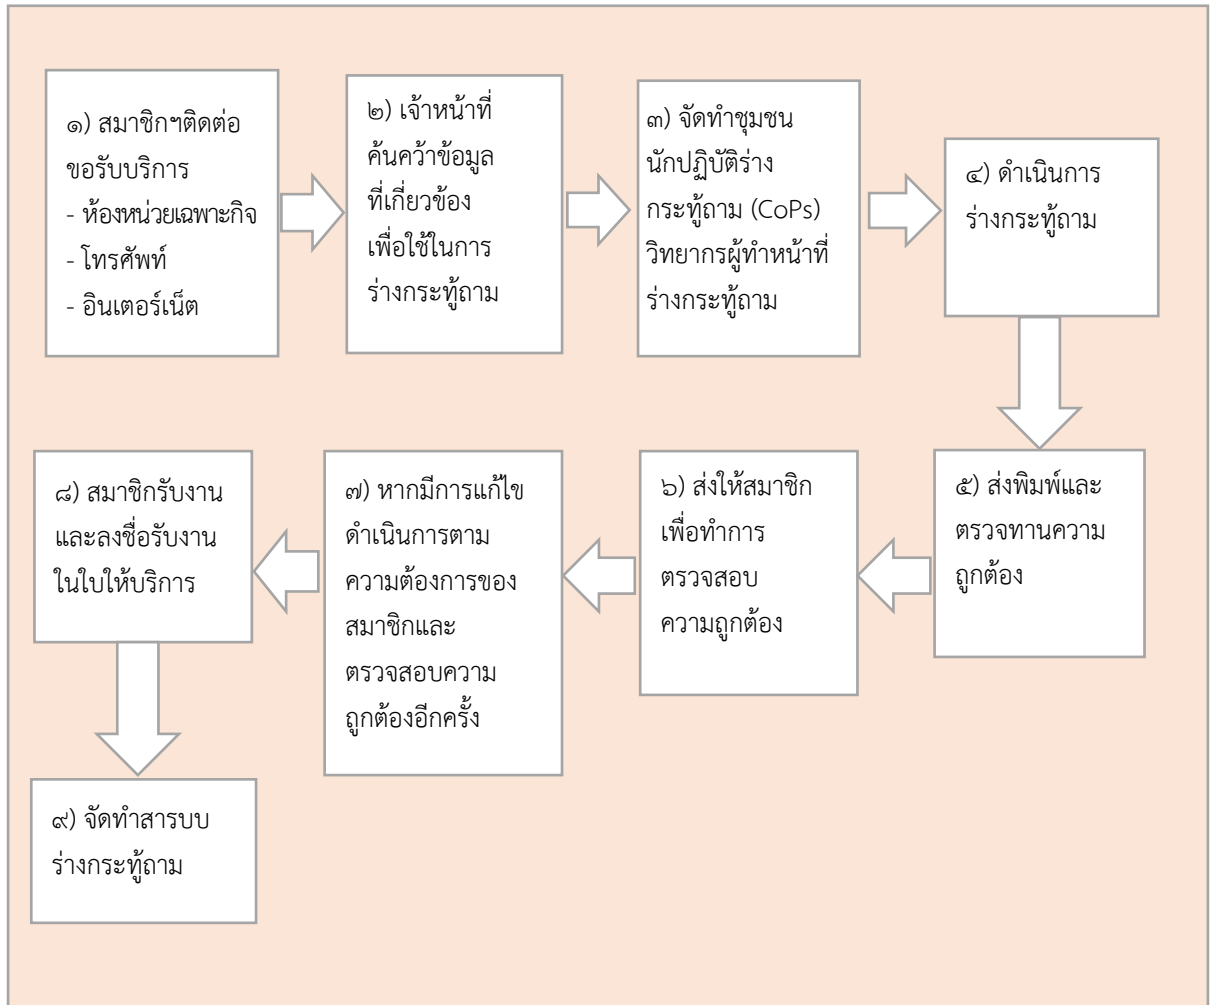 ๑) สมาชิกฯติดต่อ
ขอรับบริการ
- ห้องหน่วยเฉพาะกิจ
- โทรศัพท์
- อินเตอร์เน็ต
๒) เจ้าหน้าที่
ค้นคว้าข้อมูล
ที่เกี่ยวข้อง
เพื่อใช้ในการ
ร่างกระทู้ถาม
๓) จัดทำชุมชน
นักปฏิบัติร่าง
กระทู้ถาม (CoPs)
วิทยากรผู้ทำหน้าที่
ร่างกระทู้ถาม
๔) ดำเนินการ
ร่างกระทู้ถาม
๕) ส่งพิมพ์และ
ตรวจทานความ
ถูกต้อง
๖) ส่งให้สมาชิก
เพื่อทำการ
ตรวจสอบ
ความถูกต้อง
๗) หากมีการแก้ไข
ดำเนินการตาม
ความต้องการของ
สมาชิกและ
ตรวจสอบความ
ถูกต้องอีกครั้ง
๘) สมาชิกรับงาน
และลงชื่อรับงาน
ในใบให้บริการ
๙) จัดทำสารบบ
ร่างกระทู้ถาม